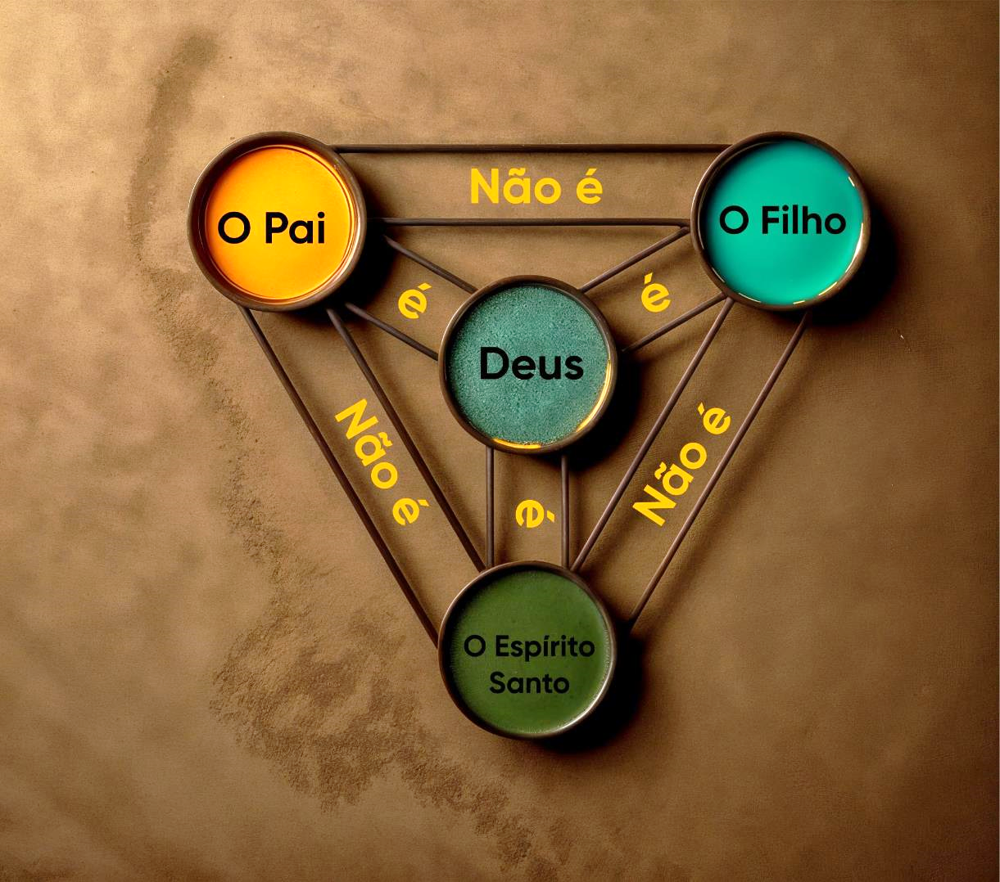 Não é
O Pai
O Filho
é
é
Deus
Não é
Não é
é
O Espírito
Santo